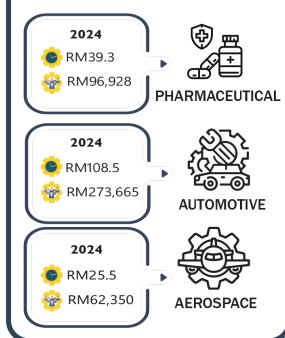 2024
RM39.3
RM96,928
PHARMACEUTICAL
2024
RM108.5
RM273,665
AUTOMOTIVE
2024
RM25.5
RM62,350
AEROSPACE